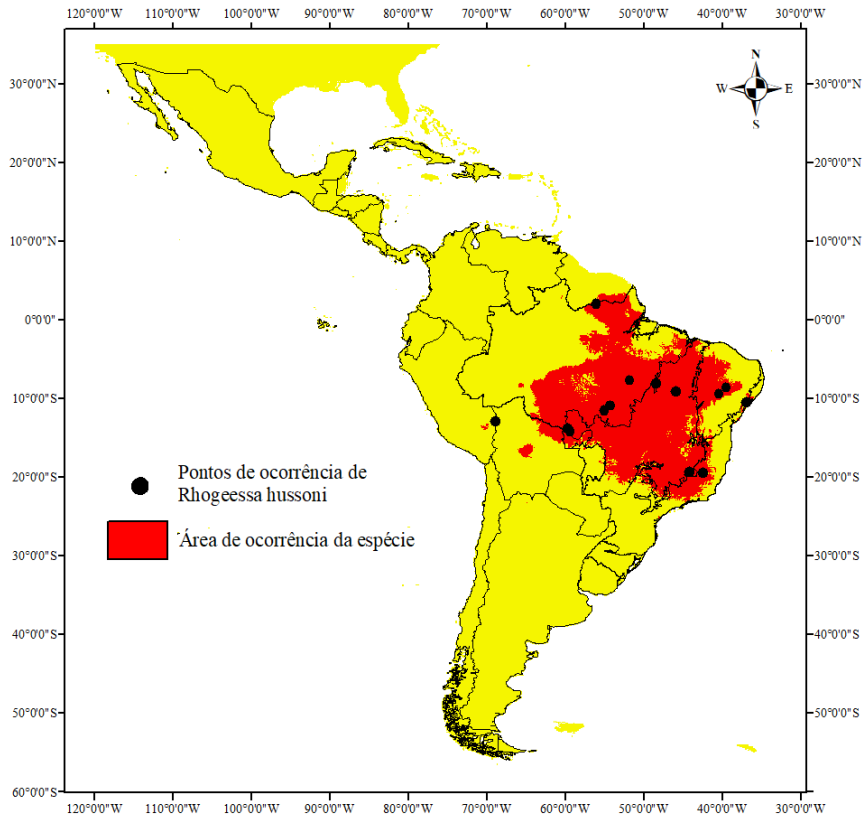 120°0'0"W 110°0'0"W 100°0'0"W 90°0'0"W 80°0'0"W 70°0'0"W 60°0'0"W 50°0'0"W 40°0'0"W 30°0'0"W
N
W E
S
30°0'0"N 30°0'0"N
20°0'0"N 20°0'0"N
10°0'0"N 10°0'0"N
0°0'0" 0°0'0"
10°0'0"S 10°0'0"S
20°0'0"S 20°0'0"S
Pontos de ocorrência de
Rhogeessa hussoni
Área de ocorrência da espécie
30°0'0"S 30°0'0"S
40°0'0"S 40°0'0"S
50°0'0"S 50°0'0"S
60°0'0"S 60°0'0"S
120°0'0"W 110°0'0"W 100°0'0"W 90°0'0"W 80°0'0"W 70°0'0"W 60°0'0"W 50°0'0"W 40°0'0"W 30°0'0"W